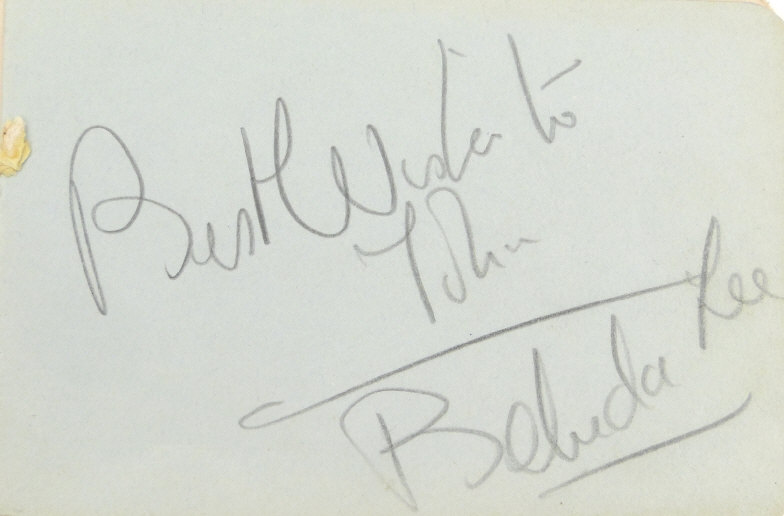 Best Wishes to
John
Belinda Lee